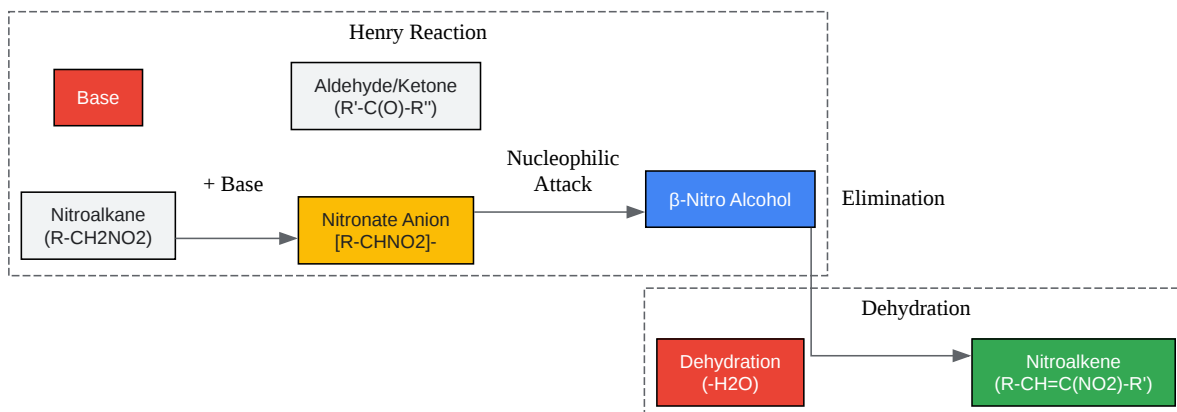 Henry Reaction
Base
Aldehyde/Ketone
(R'-C(O)-R'')
Nitroalkane
(R-CH2NO2)
+ Base
Nitronate Anion
[R-CHNO2]-
Nucleophilic
Attack
β-Nitro Alcohol
Elimination
Dehydration
Dehydration
(-H2O)
Nitroalkene
(R-CH=C(NO2)-R')